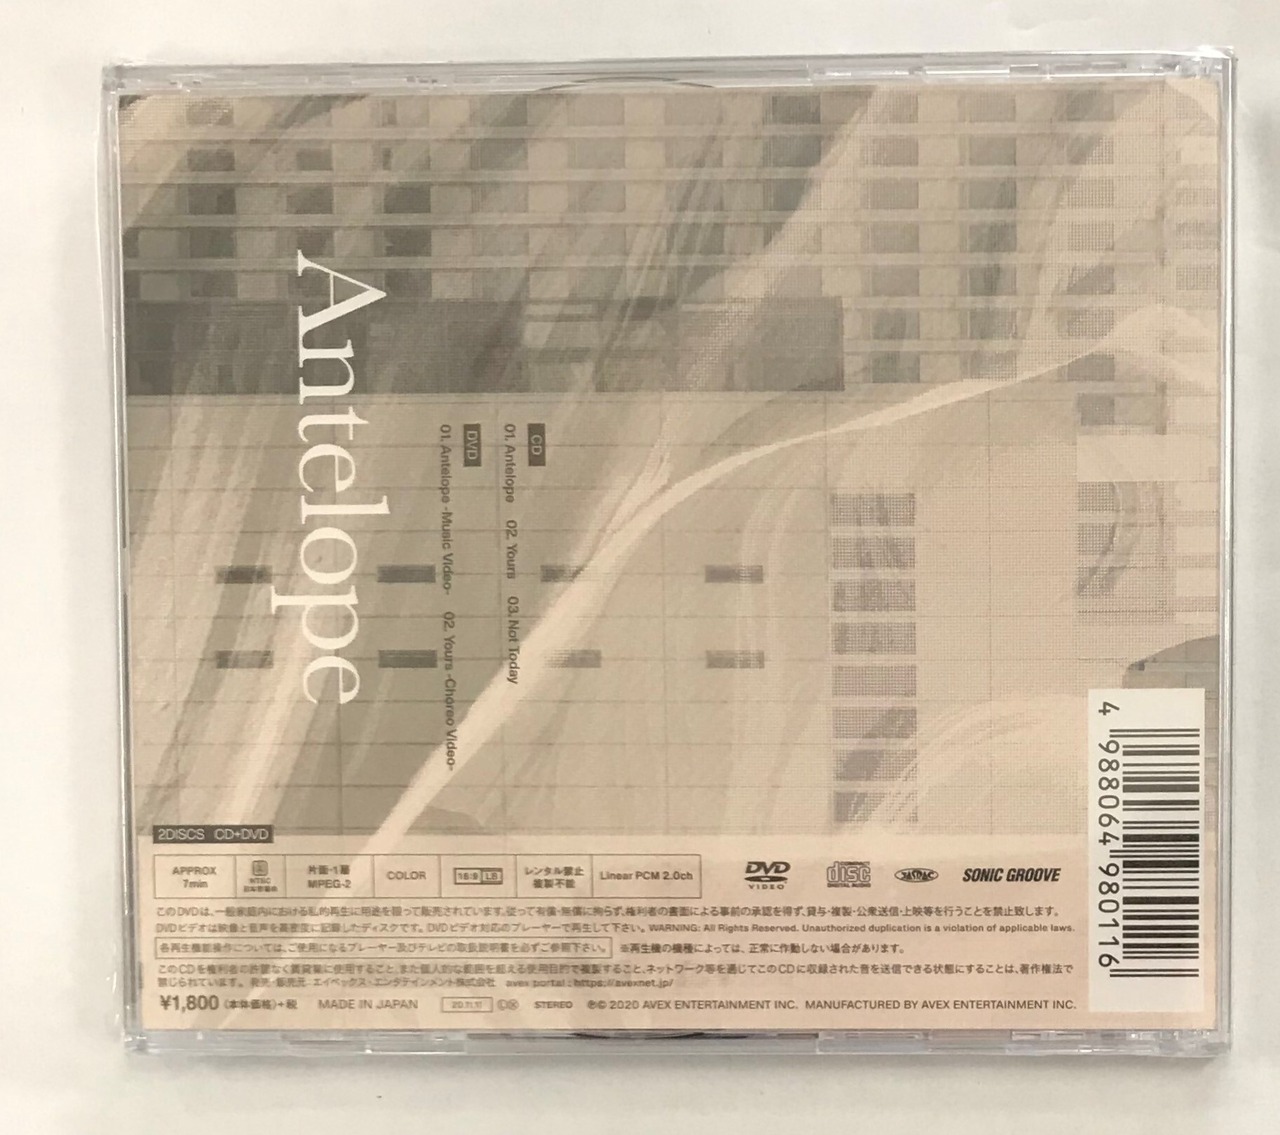 Antelope
CD
01. Antelope 02. Yours 03. Not Today
DVD
01. Antelope -Music Video- 02. Yours -Choreo Video-
2DISCS CD+DVD
APPROX 7min
NTSC 日本市場向
片面・1層 MPEG-2
COLOR
16:9 LB
レンタル禁止 複製不能
Linear PCM 2.0ch
DVD VIDEO
COMPACT disc DIGITAL AUDIO
JASRAC
SONIC GROOVE
このDVDは、一般家庭内における私的再生に用途を限って販売されています。従って有償・無償に拘らず、権利者の書面による事前の承認を得ず、貸与・複製・公衆送信・上映等を行うことを禁止致します。
DVDビデオは映像と音声を高密度に記録したディスクです。DVDビデオ対応のプレーヤーで再生して下さい。WARNING: All Rights Reserved. Unauthorized duplication is a violation of applicable laws.
各再生機能操作については、ご使用になるプレーヤー及びテレビの取扱説明書を必ずご参照下さい。 ※再生機の機種によっては、正常に作動しない場合があります。
このCDを権利者の許諾なく賃貸業に使用すること、また個人的な範囲を超える使用目的で複製すること、ネットワーク等を通じてこのCDに収録された音を送信できる状態にすることは、著作権法で
禁じられています。 発売・販売元 エイベックス・エンタテインメント株式会社 avex portal : https://avexnet.jp/
¥1,800(本体価格)+税 MADE IN JAPAN 20.11.11 STEREO ℗© 2020 AVEX ENTERTAINMENT INC. MANUFACTURED BY AVEX ENTERTAINMENT INC.
4 988064 980116